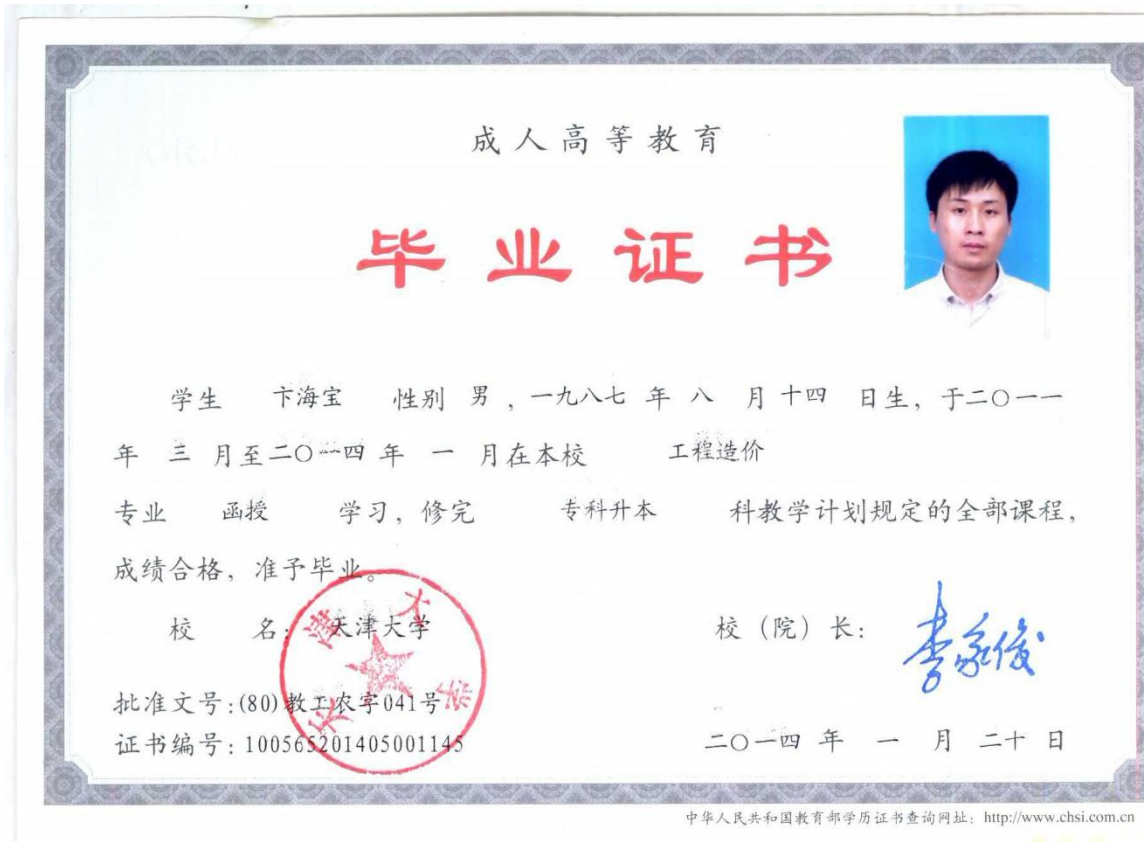 成人高等教育
毕业证书
学生 卞海宝 性别 男 ，一九八七 年 八 月 十四 日生，于二〇一一
年 三 月至二〇一四 年 一 月在本校 工程造价
专业 函授 学习，修完 专科升本 科教学计划规定的全部课程，
成绩合格，准予毕业。
校 名：天津大学
校（院）长：李家俊
天津大学
批准文号：(80)教工农字041号
证书编号：100565201405001145
二〇一四 年 一 月 二十 日
中华人民共和国教育部学历证书查询网址：http://www.chsi.com.cn